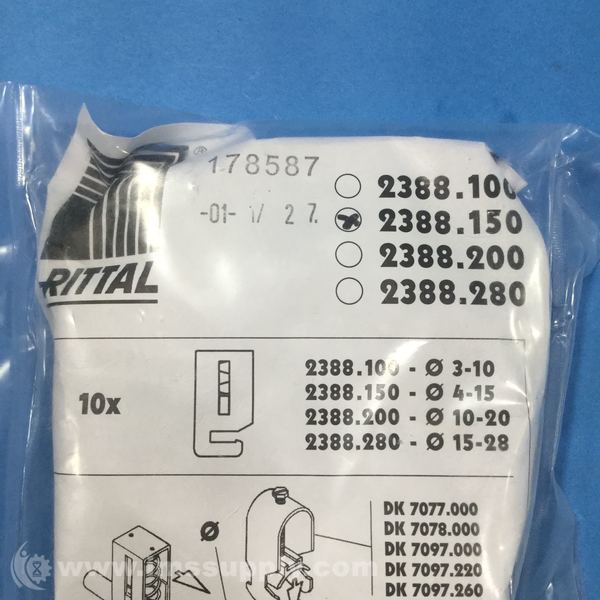 RITTAL
®
178587
-01- 1/ 2 7.
2388.100
2388.150
2388.200
2388.280
10x
2388.100 - Ø 3-10
2388.150 - Ø 4-15
2388.200 - Ø 10-20
2388.280 - Ø 15-28
Ø
DK 7077.000
DK 7078.000
DK 7097.000
DK 7097.220
DK 7097.260